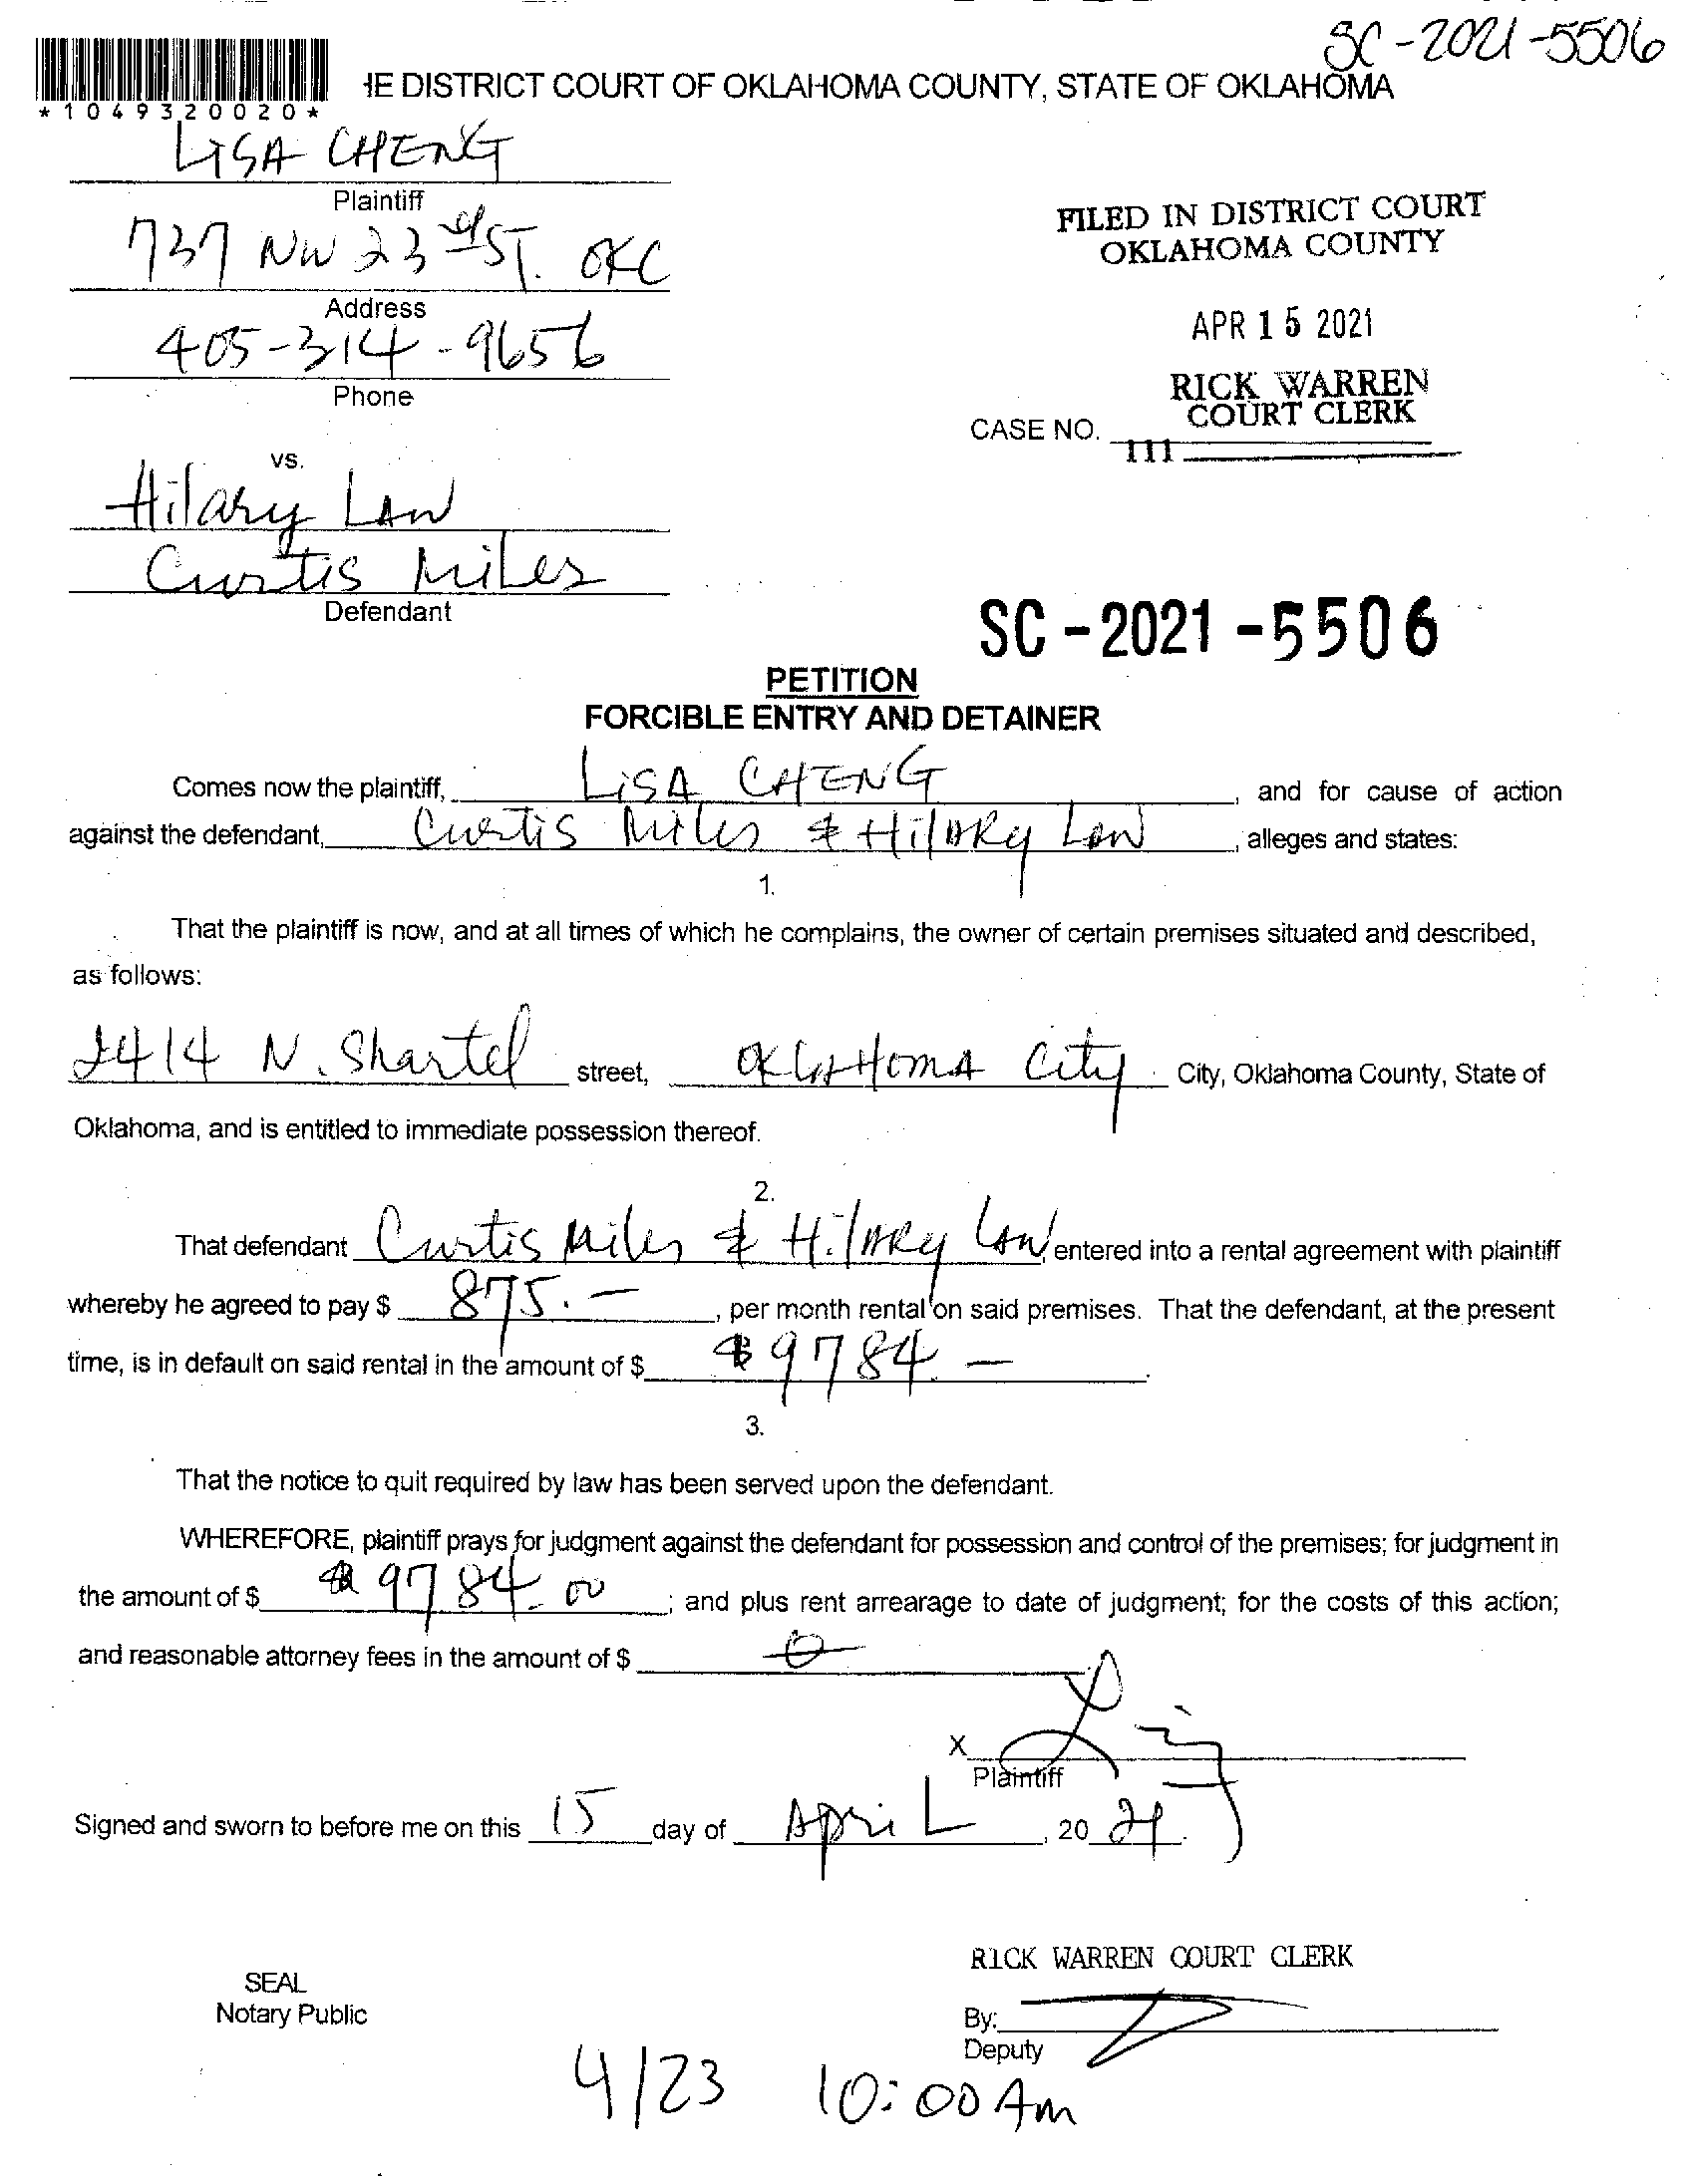 SC-2021-5506
*1049320020*
IE DISTRICT COURT OF OKLAHOMA COUNTY, STATE OF OKLAHOMA
LISA CHENG
Plaintiff
737 NW 23rd ST. OKC
Address
405-314-9656
Phone
FILED IN DISTRICT COURT
OKLAHOMA COUNTY
APR 15 2021
RICK WARREN
COURT CLERK
CASE NO.
111
vs.
Hilary Law
Curtis Miles
Defendant
SC-2021-5506
PETITION
FORCIBLE ENTRY AND DETAINER
Comes now the plaintiff, LiSA CHENG, and for cause of action
against the defendant, Curtis Miles & HilARy Law, alleges and states:
1.
That the plaintiff is now, and at all times of which he complains, the owner of certain premises situated and described,
as follows:
2414 N. Shartel street, OKLAHOMA City City, Oklahoma County, State of
Oklahoma, and is entitled to immediate possession thereof.
2.
That defendant Curtis Miles & HilARy Law, entered into a rental agreement with plaintiff
whereby he agreed to pay $ 875.—, per month rental on said premises. That the defendant, at the present
time, is in default on said rental in the amount of $ $9784.—.
3.
That the notice to quit required by law has been served upon the defendant.
WHEREFORE, plaintiff prays for judgment against the defendant for possession and control of the premises; for judgment in
the amount of $ $9784.00; and plus rent arrearage to date of judgment; for the costs of this action;
and reasonable attorney fees in the amount of $ 0
X
Plaintiff
Signed and sworn to before me on this 15 day of ApriL, 20 21.
RICK WARREN COURT CLERK
SEAL
Notary Public
By:
Deputy
4/23 10:00 Am